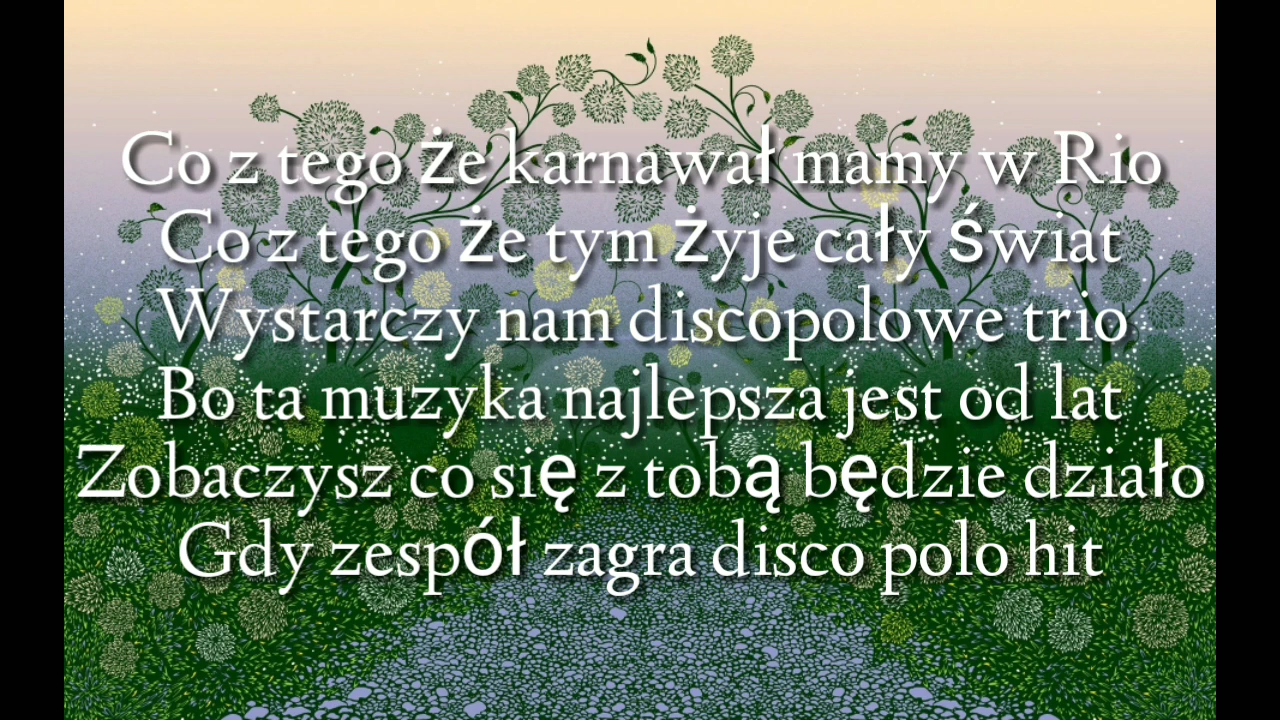 Co z tego że karnawał mamy w Rio
Co z tego że tym żyje cały świat
Wystarczy nam discopolowe trio
Bo ta muzyka najlepsza jest od lat
Zobaczysz co się z tobą będzie działo
Gdy zespół zagra disco polo hit